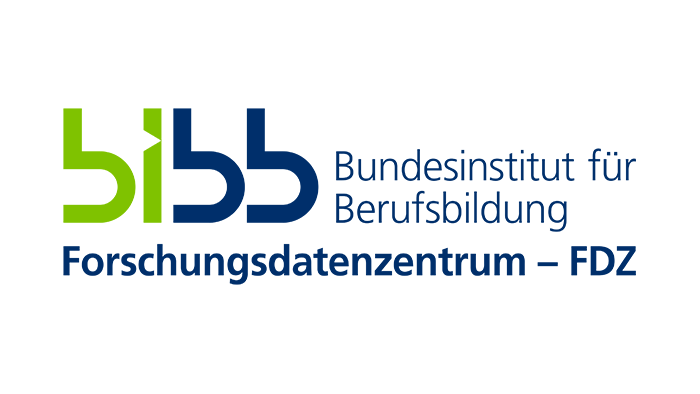 bibb
Bundesinstitut für
Berufsbildung
Forschungsdatenzentrum – FDZ